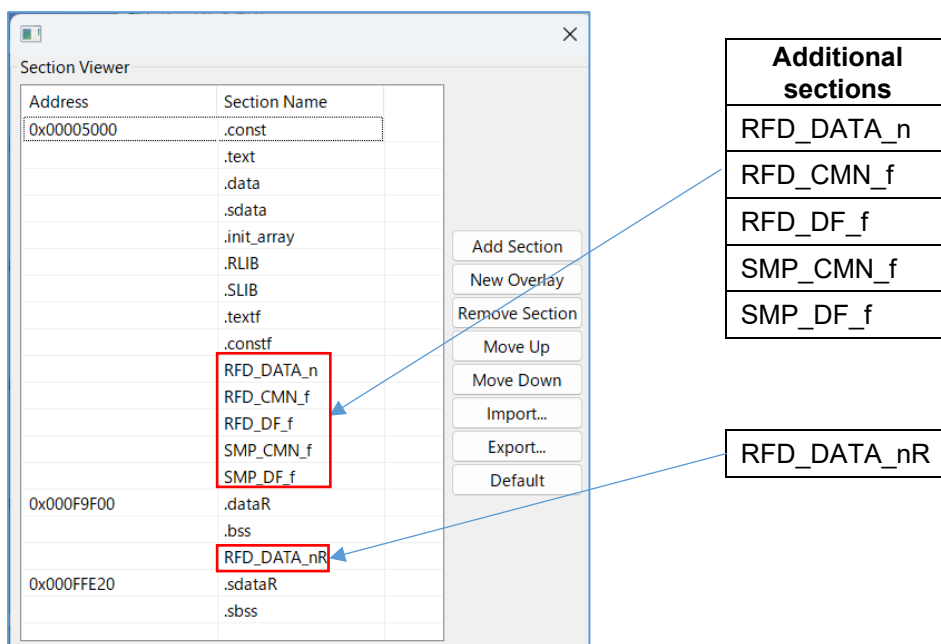 Section Viewer
Address Section Name
0x00005000 .const
.text
.data
.sdata
.init_array
.RLIB
.SLIB
.textf
.constf
RFD_DATA_n
RFD_CMN_f
RFD_DF_f
SMP_CMN_f
SMP_DF_f
0x000F9F00 .dataR
.bss
RFD_DATA_nR
0x000FFE20 .sdataR
.sbss
Add Section
New Overlay
Remove Section
Move Up
Move Down
Import...
Export...
Default
Additional
sections
RFD_DATA_n
RFD_CMN_f
RFD_DF_f
SMP_CMN_f
SMP_DF_f
RFD_DATA_nR